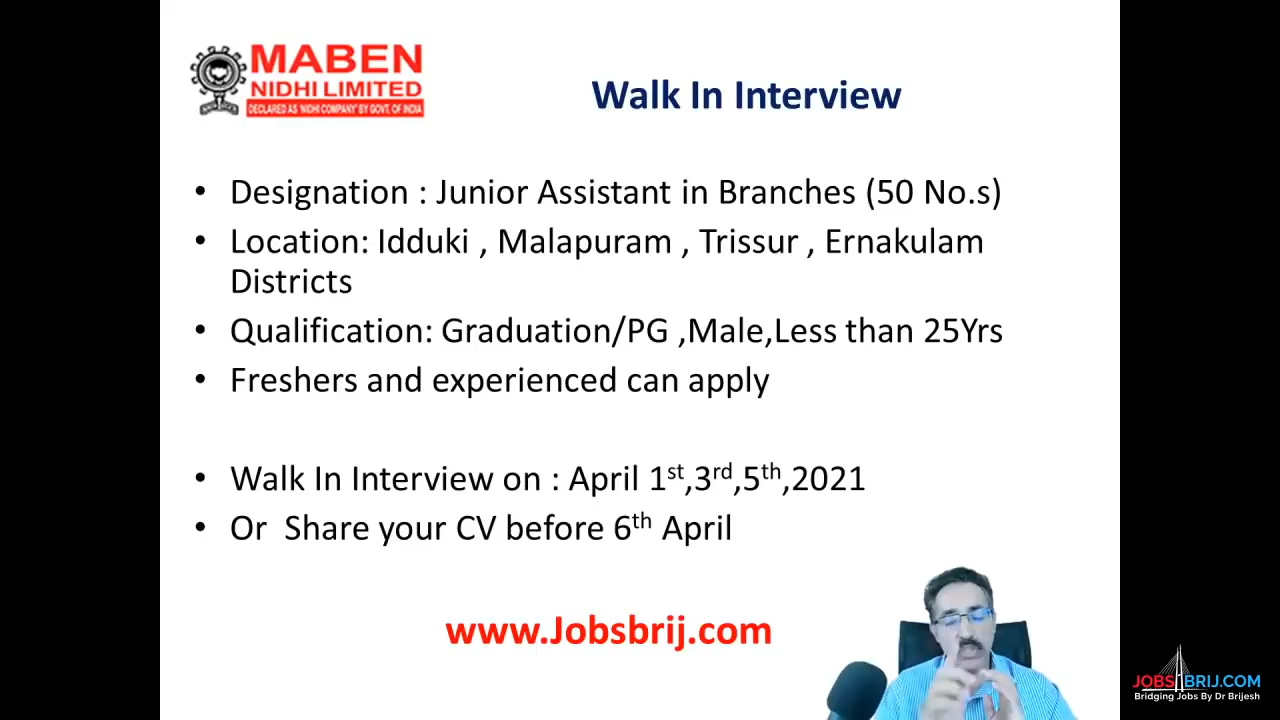 MABEN
NIDHI LIMITED
DECLARED AS 'NIDHI COMPANY' BY GOVT. OF INDIA
Walk In Interview
• Designation : Junior Assistant in Branches (50 No.s)
• Location: Idduki , Malapuram , Trissur , Ernakulam
Districts
• Qualification: Graduation/PG ,Male,Less than 25Yrs
• Freshers and experienced can apply
• Walk In Interview on : April 1st,3rd,5th,2021
• Or Share your CV before 6th April
www.Jobsbrij.com
JOBSBRIJ.COM
Bridging Jobs By Dr Brijesh